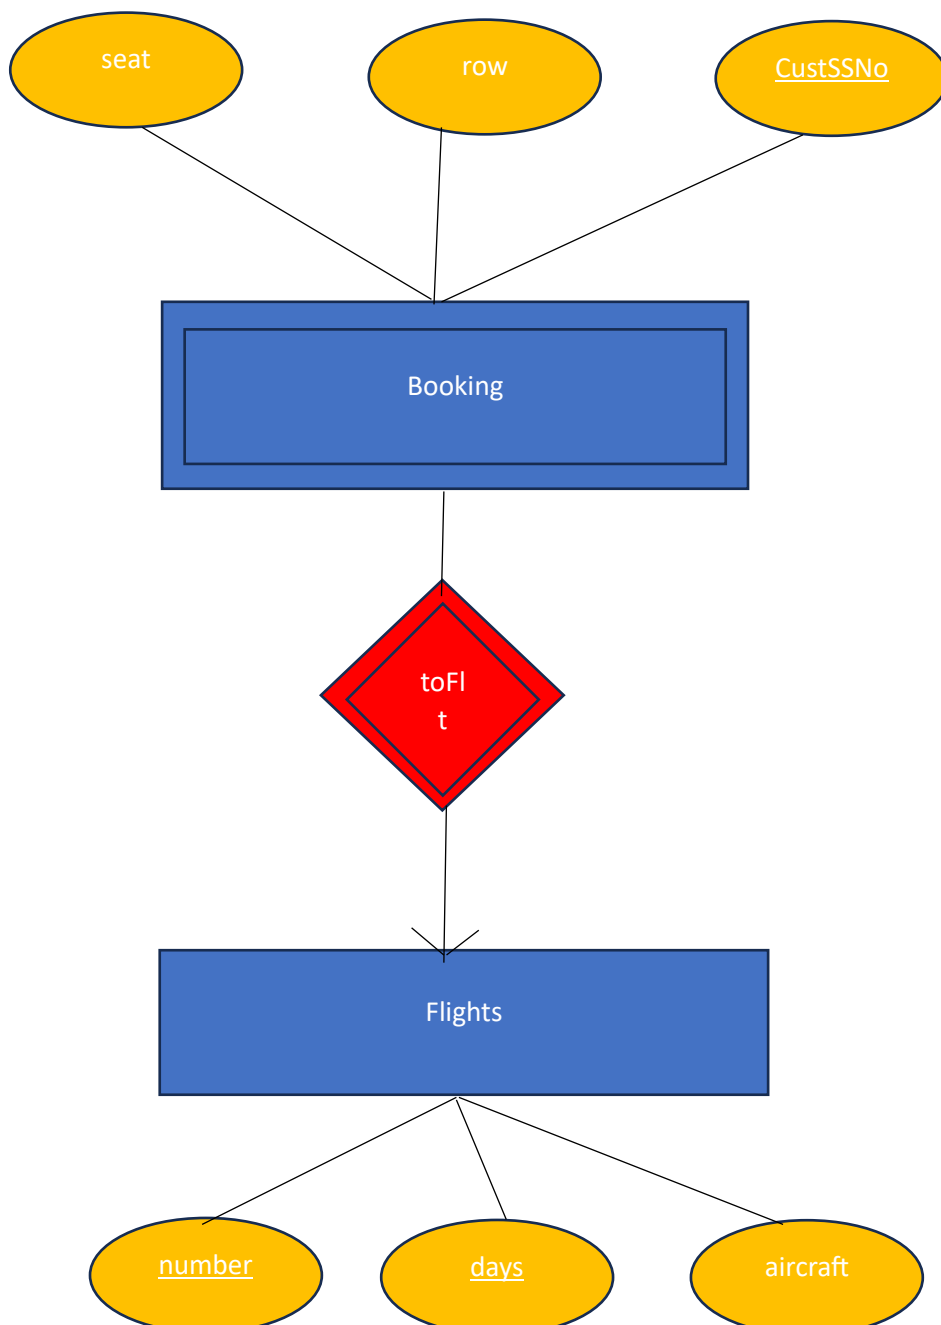 seat
row
CustSSNo
Booking
toFl
t
Flights
number
days
aircraft